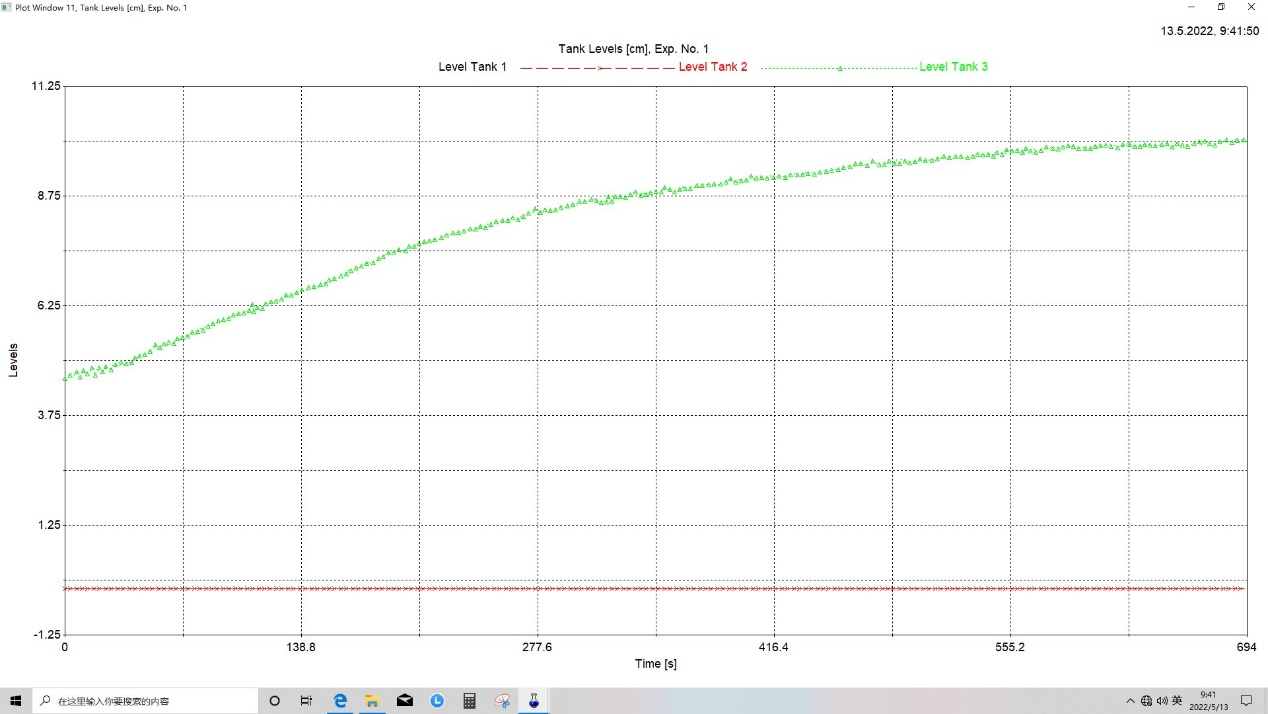 Plot Window 11, Tank Levels [cm], Exp. No. 1
13.5.2022, 9:41:50
Tank Levels [cm], Exp. No. 1
Level Tank 1 Level Tank 2 Level Tank 3
11.25
8.75
6.25
3.75
1.25
-1.25
Levels
0 138.8 277.6 416.4 555.2 694
Time [s]
在这里输入你要搜索的内容
英
9:41
2022/5/13